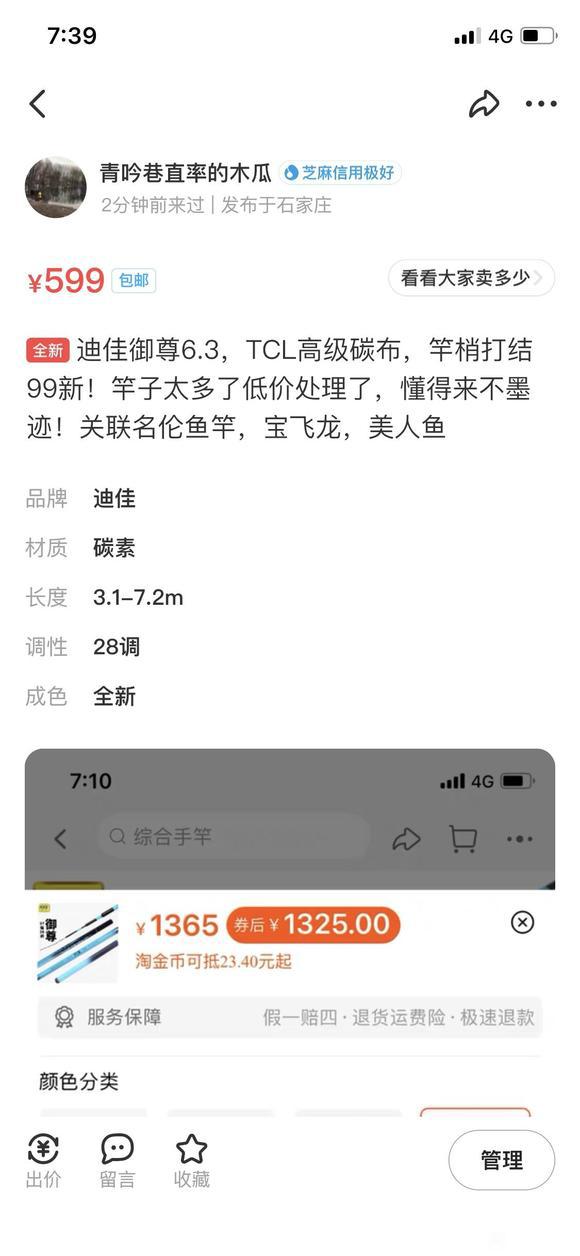 7:39
4G
青吟巷直率的木瓜
芝麻信用极好
2分钟前来过 | 发布于石家庄
¥599 包邮
看看大家卖多少
全新 迪佳御尊6.3，TCL高级碳布，竿梢打结
99新！竿子太多了低价处理了，懂得来不墨
迹！关联名伦鱼竿，宝飞龙，美人鱼
品牌 迪佳
材质 碳素
长度 3.1–7.2m
调性 28调
成色 全新
7:10
4G
综合手竿
御尊
¥1365 券后¥1325.00
淘金币可抵23.40元起
服务保障 假一赔四 · 退货运费险 · 极速退款
颜色分类
出价
留言
收藏
管理